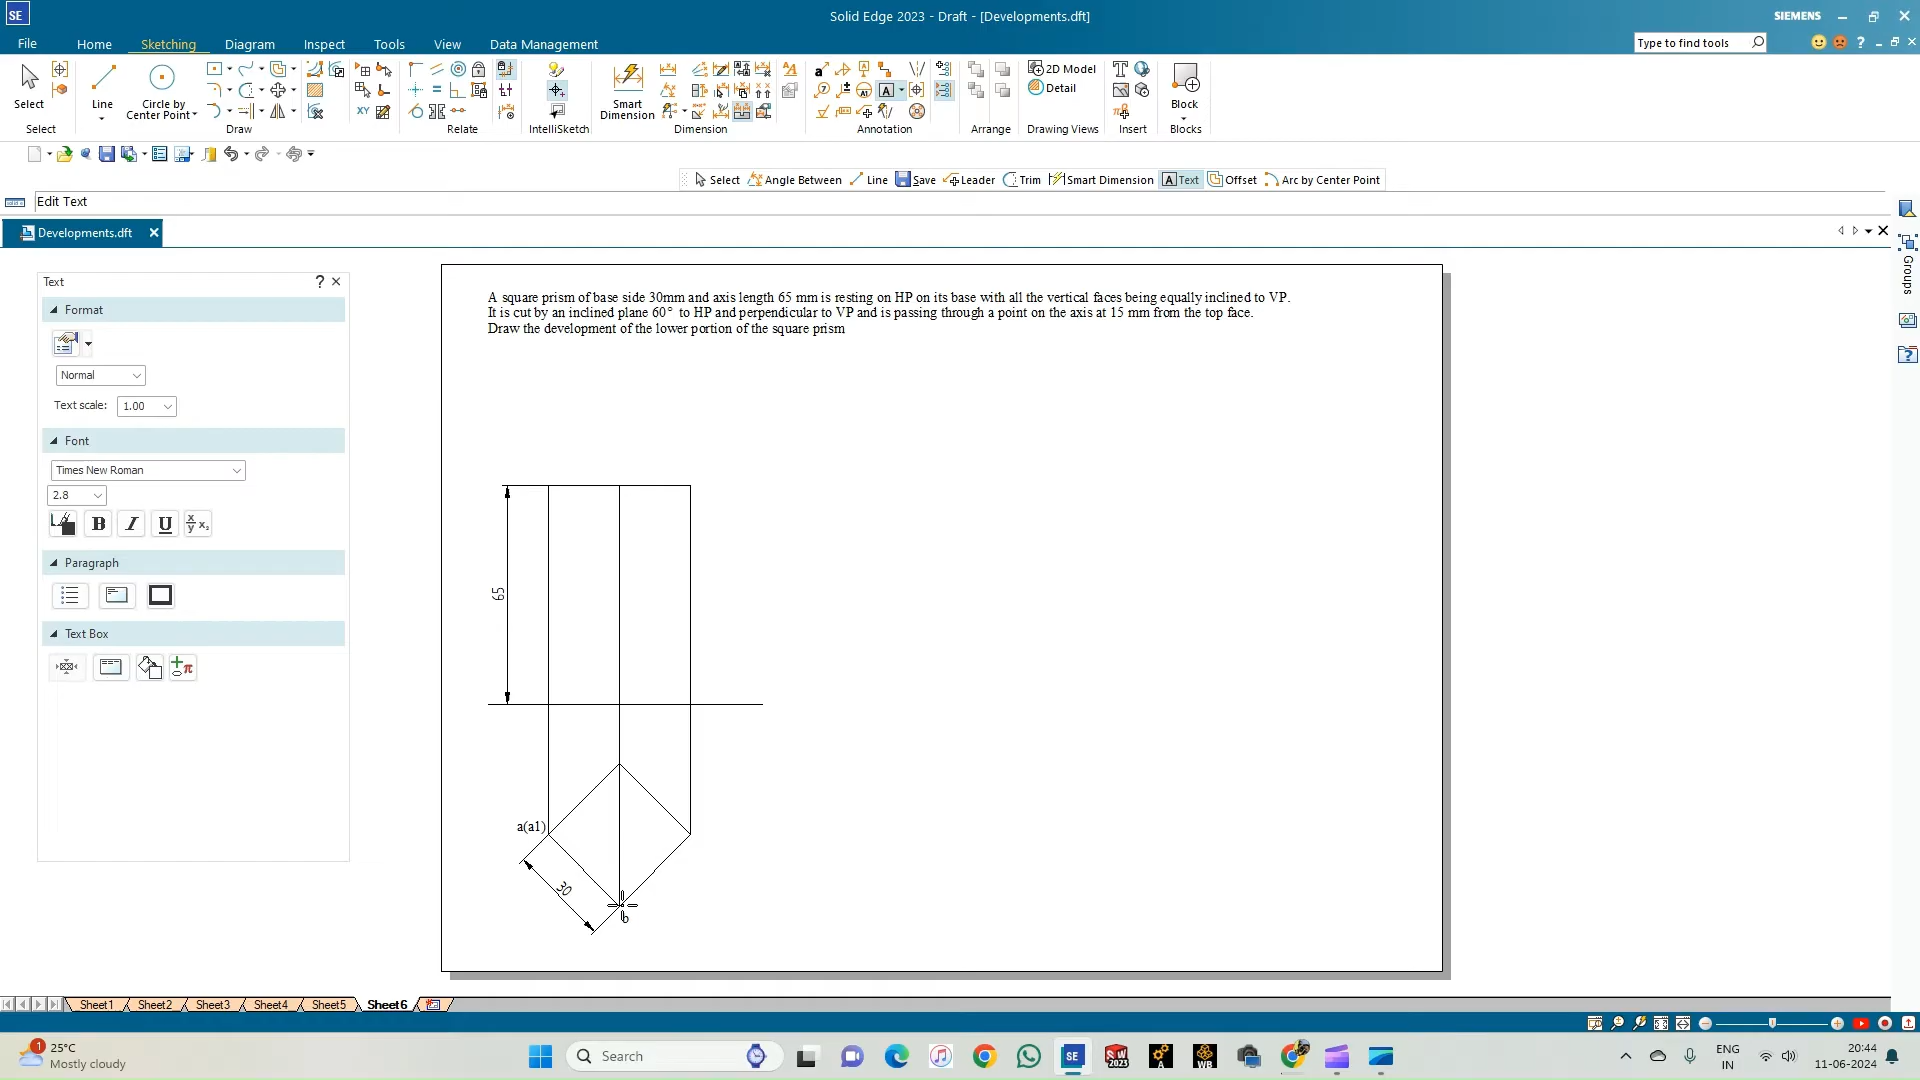 SE
Solid Edge 2023 - Draft - [Developments.dft]
SIEMENS
File
Home
Sketching
Diagram
Inspect
Tools
View
Data Management
Type to find tools
Select
Line
Circle by
Center Point
Smart
Dimension
2D Model
Detail
Block
Select
Draw
Relate
IntelliSketch
Dimension
Annotation
Arrange
Drawing Views
Insert
Blocks
Select
Angle Between
Line
Save
Leader
Trim
Smart Dimension
Text
Offset
Arc by Center Point
Edit Text
Developments.dft
Groups
Text
Format
Normal
Text scale:
1.00
Font
Times New Roman
2.8
B I U
Paragraph
Text Box
A square prism of base side 30mm and axis length 65 mm is resting on HP on its base with all the vertical faces being equally inclined to VP.
It is cut by an inclined plane 60° to HP and perpendicular to VP and is passing through a point on the axis at 15 mm from the top face.
Draw the development of the lower portion of the square prism
65
a(a1)
30
b
Sheet1
Sheet2
Sheet3
Sheet4
Sheet5
Sheet6
1
25°C
Mostly cloudy
Search
SE
SW
2023
A
WB
ENG
IN
20:44
11-06-2024